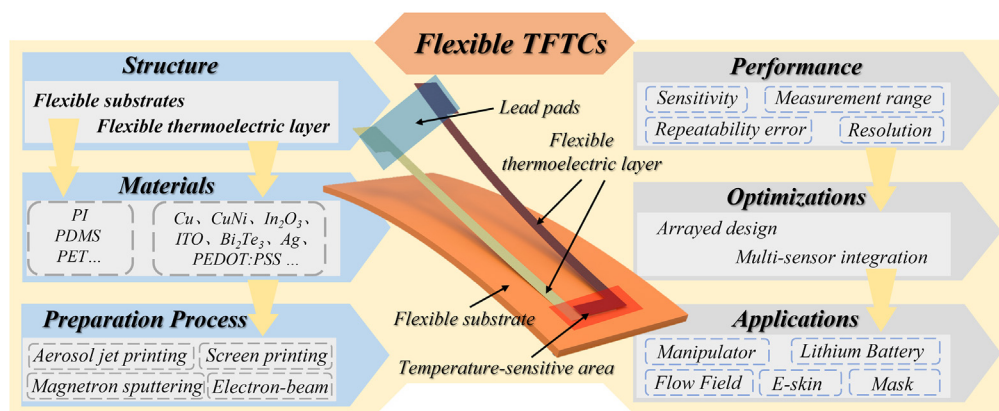 Flexible TFTCs
Structure
Flexible substrates
Flexible thermoelectric layer
Materials
PI
PDMS
PET...
Cu、CuNi、In₂O₃、
ITO、Bi₂Te₃、Ag、
PEDOT:PSS ...
Preparation Process
Aerosol jet printing
Screen printing
Magnetron sputtering
Electron-beam
Lead pads
Flexible
thermoelectric layer
Flexible substrate
Temperature-sensitive area
Performance
Sensitivity
Measurement range
Repeatability error
Resolution
Optimizations
Arrayed design
Multi-sensor integration
Applications
Manipulator
Lithium Battery
Flow Field
E-skin
Mask